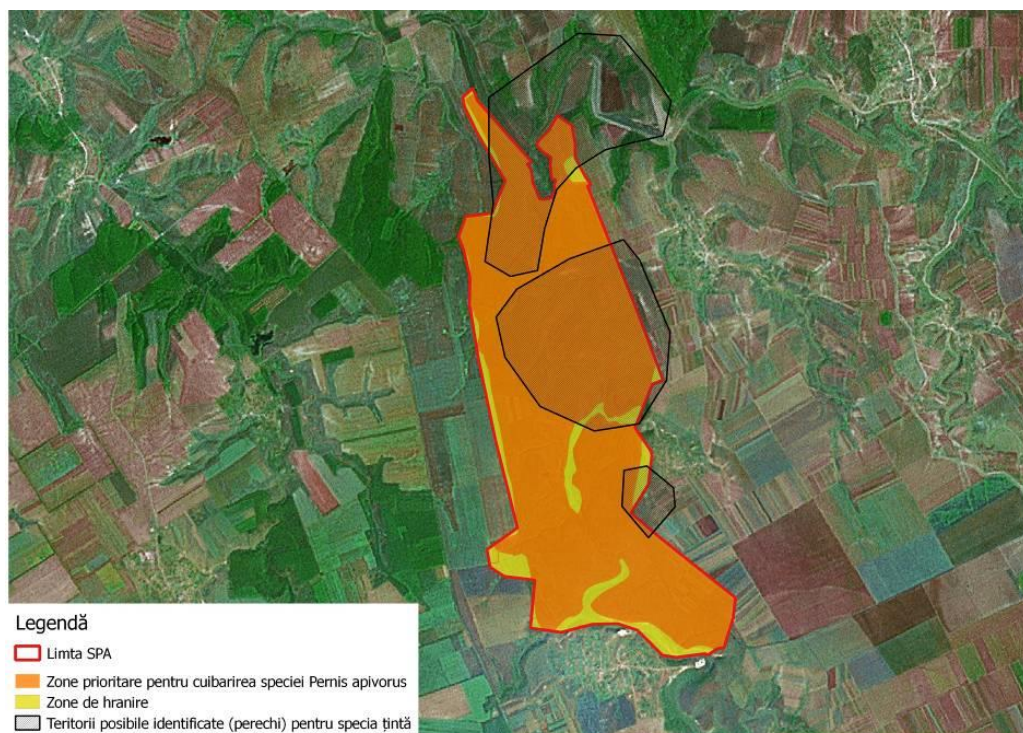 Legendă
Limta SPA
Zone prioritare pentru cuibarirea speciei Pernis apivorus
Zone de hranire
Teritorii posibile identificate (perechi) pentru specia țintă